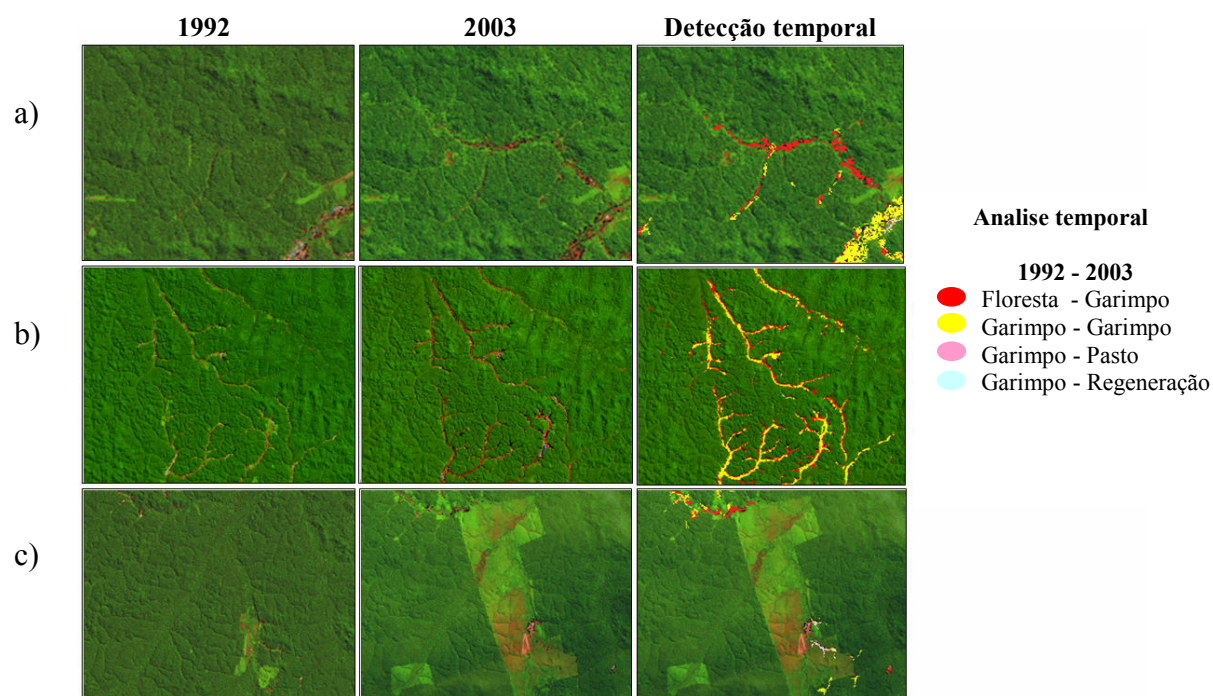 1992
2003
Detecção temporal
a)
b)
c)
Analise temporal
1992 - 2003
Floresta - Garimpo
Garimpo - Garimpo
Garimpo - Pasto
Garimpo - Regeneração